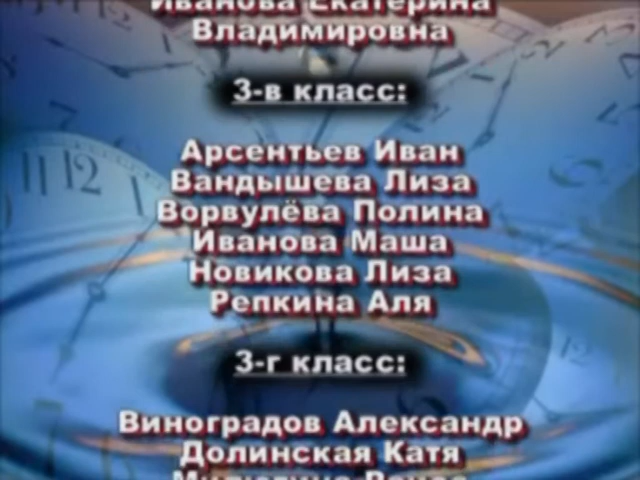 Иванова Екатерина
Владимировна
3-в класс:
Арсентьев Иван
Вандышева Лиза
Ворвулёва Полина
Иванова Маша
Новикова Лиза
Репкина Аля
3-г класс:
Виноградов Александр
Долинская Катя